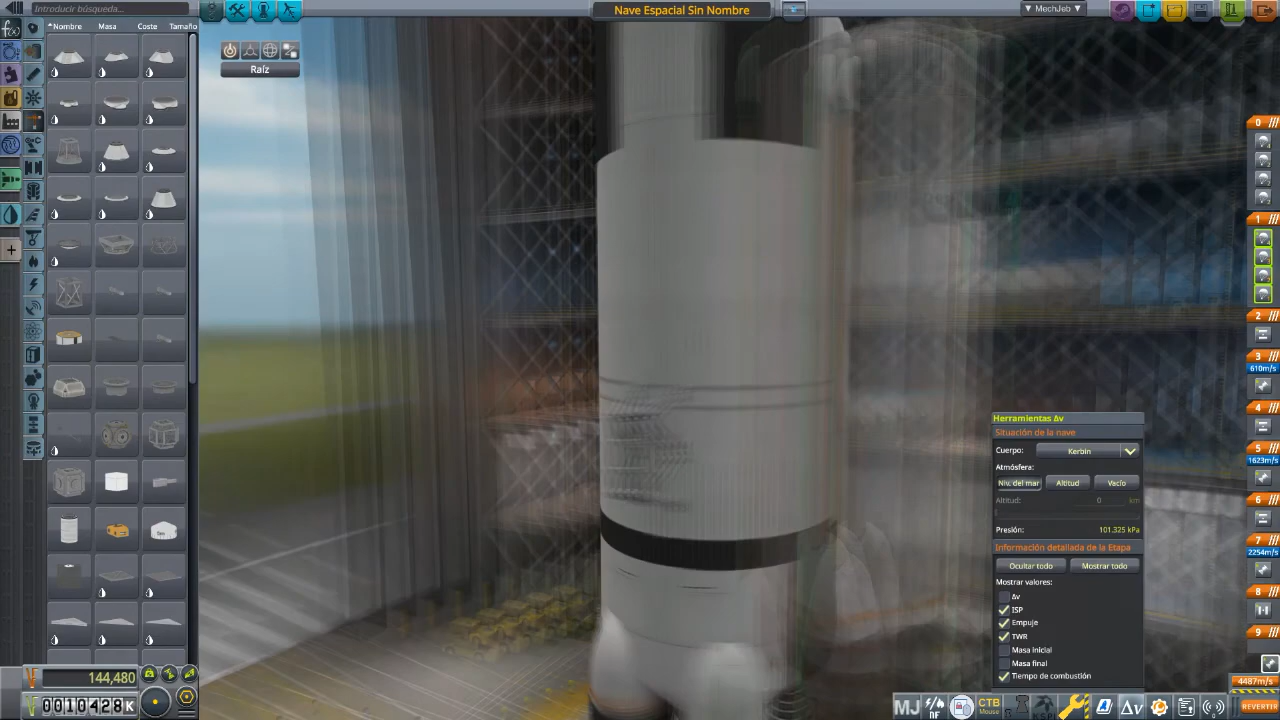 Introducir búsqueda...
Nave Espacial Sin Nombre
▼ MechJeb ▼
Nombre Masa Coste Tamaño
Raíz
0
1
2
3
610m/s
4
5
1623m/s
6
7
2254m/s
8
9
4487m/s
REVERTIR
Herramientas Δv
Situación de la nave
Cuerpo: Kerbin
Atmósfera:
Niv. del mar Altitud Vacío
Altitud: 0 km
Presión: 101.325 kPa
Información detallada de la Etapa
Ocultar todo Mostrar todo
Mostrar valores:
Δv
ISP
Empuje
TWR
Masa inicial
Masa final
Tiempo de combustión
144,480
0010428K
MJ
NF
CTB
Mouse
Δv